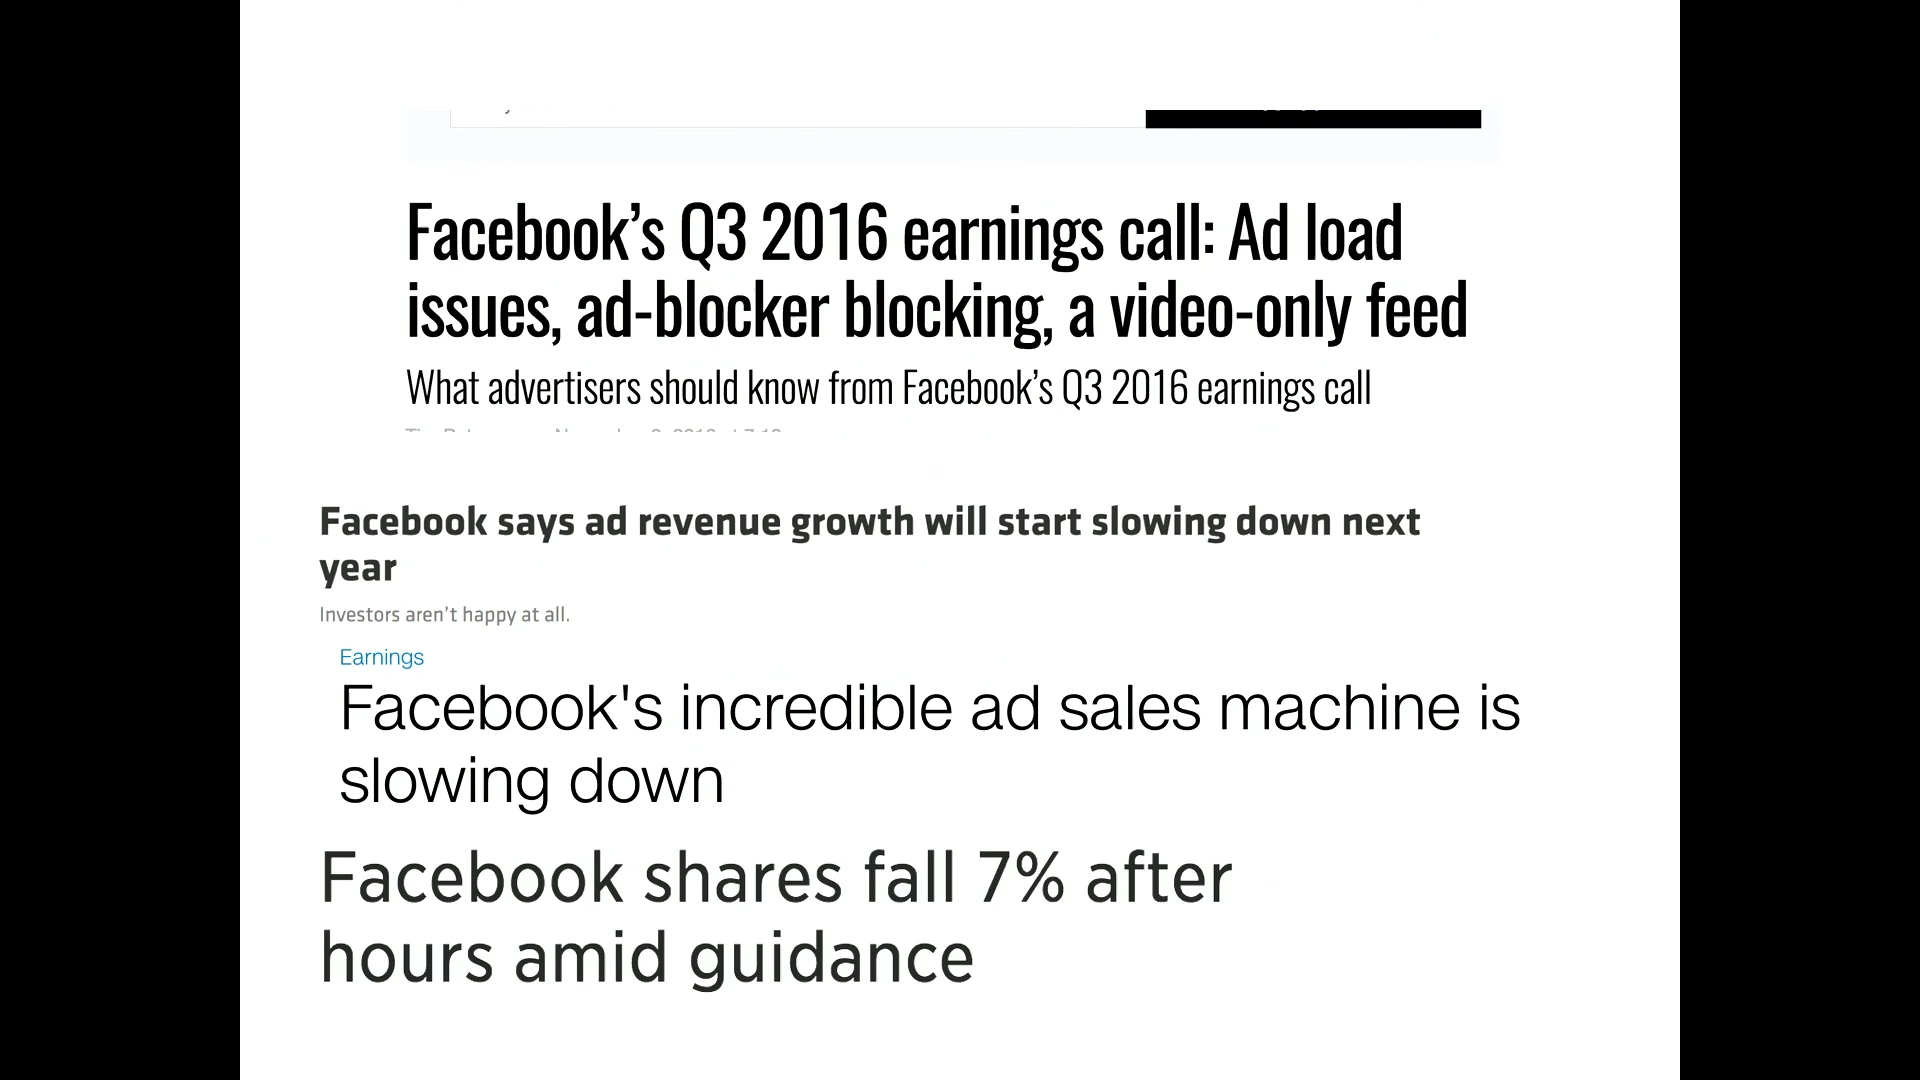 Facebook’s Q3 2016 earnings call: Ad load
issues, ad-blocker blocking, a video-only feed
What advertisers should know from Facebook’s Q3 2016 earnings call
Facebook says ad revenue growth will start slowing down next
year
Investors aren’t happy at all.
Earnings
Facebook's incredible ad sales machine is
slowing down
Facebook shares fall 7% after
hours amid guidance